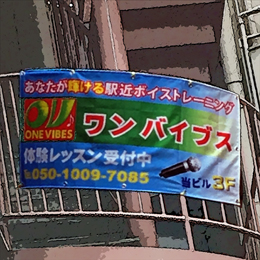 あなたが輝ける駅近ボイストレーニング
ONE VIBES
ワン バイブス
体験レッスン受付中
☎050-1009-7085
当ビル3F